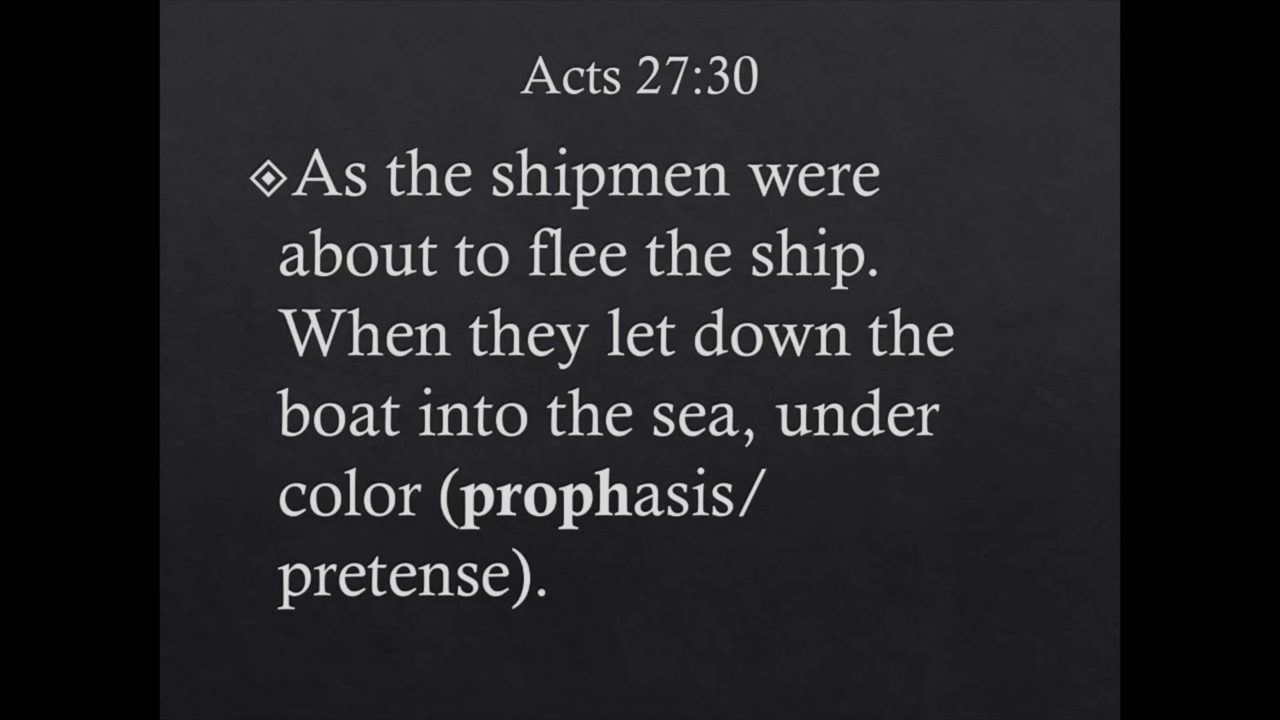 Acts 27:30
As the shipmen were
about to flee the ship.
When they let down the
boat into the sea, under
color (prophasis/
pretense).